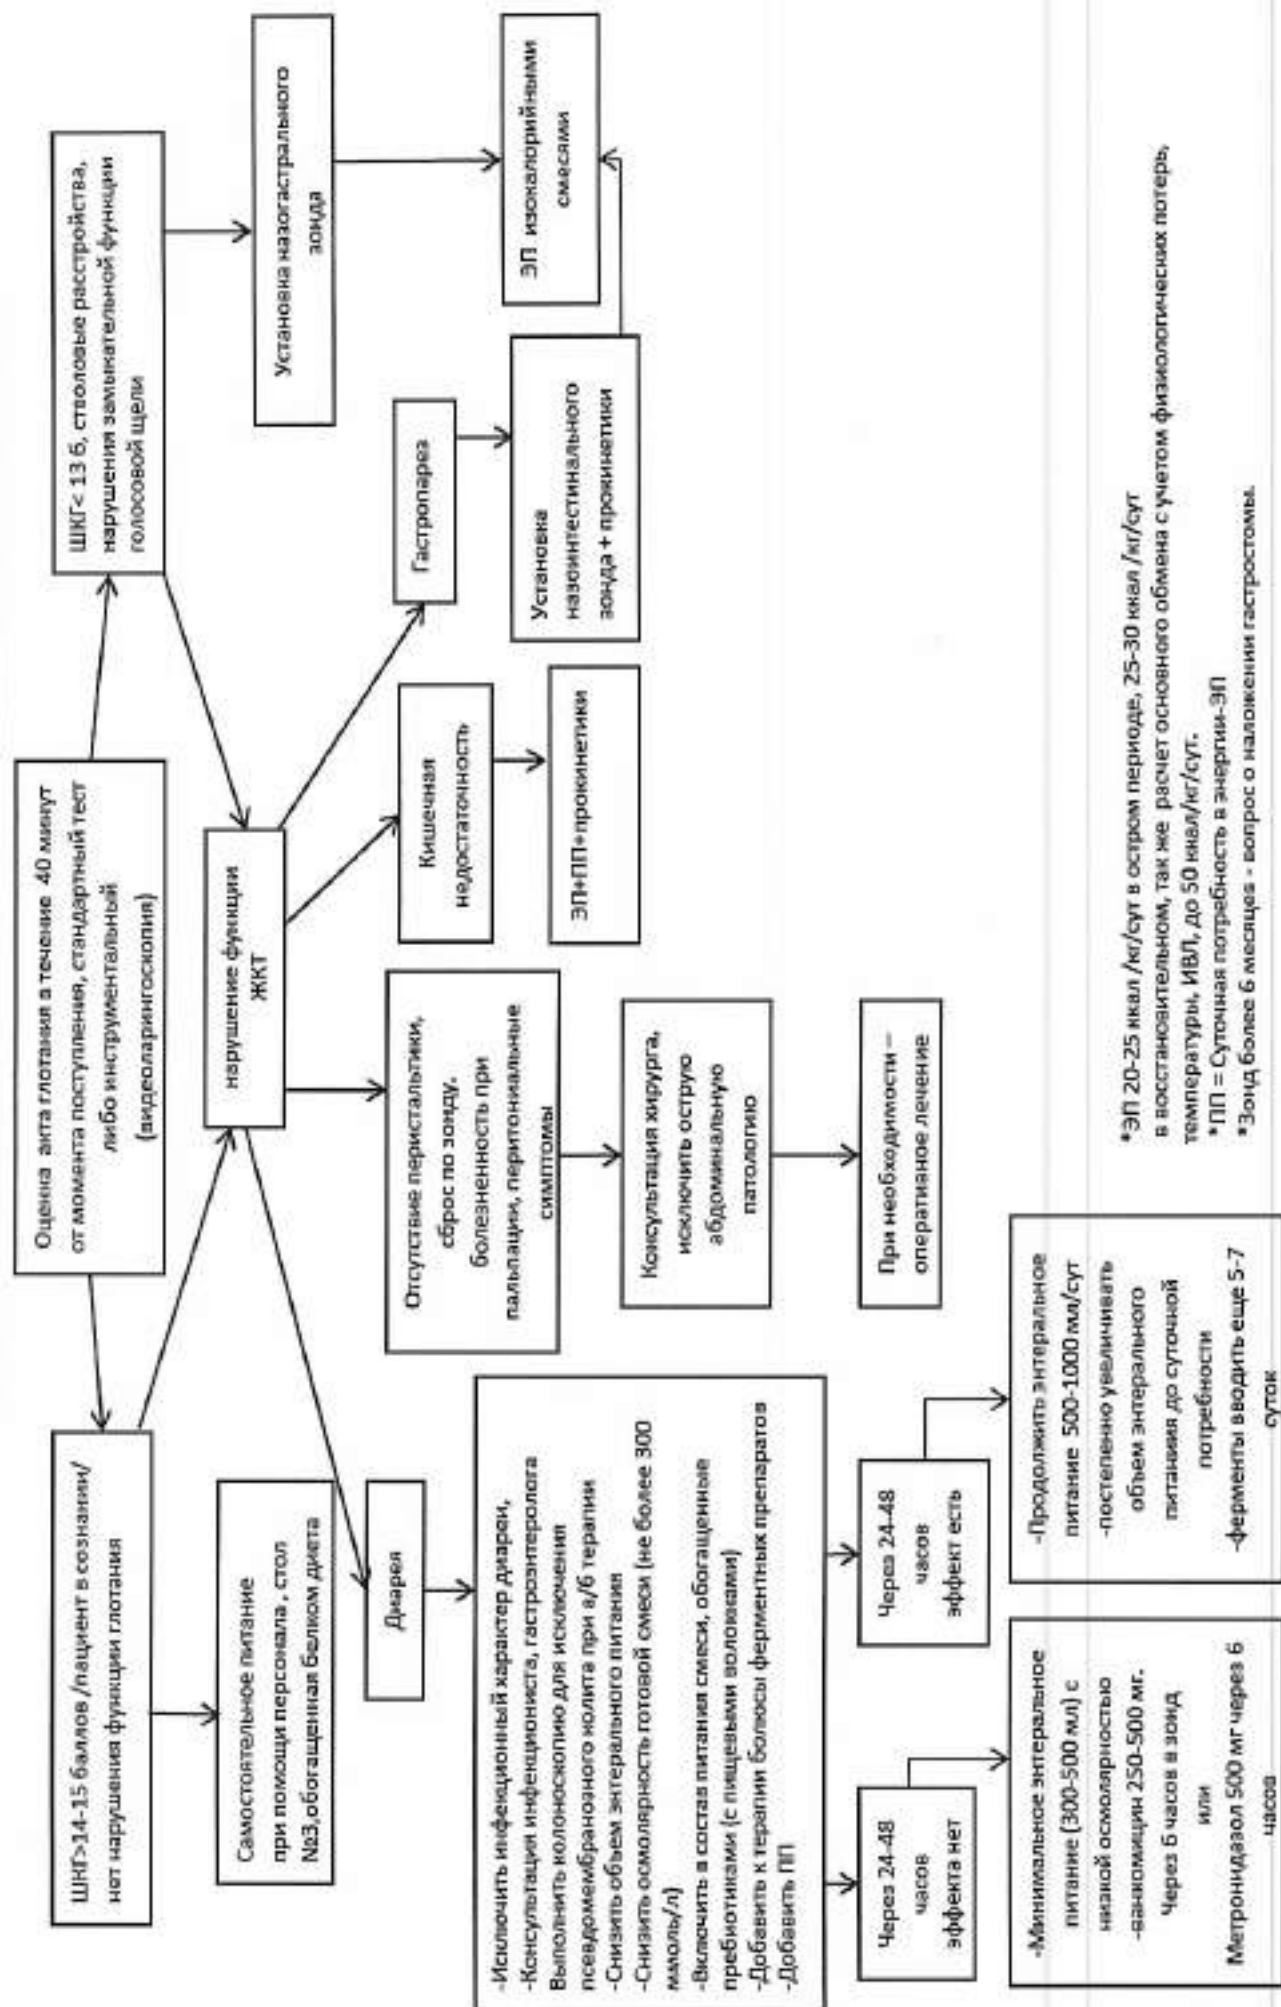 Оценка акта глотания в течение 40 минут
от момента поступления, стандартный тест
либо инструментальный
(видеоларингоскопия)
ШКГ>14-15 баллов /пациент в сознании/
нет нарушения функции глотания
ШКГ< 13 б, стволовые расстройства,
нарушения замыкательной функции
голосовой щели
Самостоятельное питание
при помощи персонала , стол
№3,обогащенная белком диета
нарушение функции
ЖКТ
Установка назогастрального
зонда
Диарея
Отсутствие перистальтики,
сброс по зонду,
болезненность при
пальпации, перитониальные
симптомы
Кишечная
недостаточность
Гастропарез
ЭП изокалорийными
смесями
-Исключить инфекционный характер диареи,
-Консультация инфекциониста, гастроэнтеролога
Выполнить колоноскопию для исключения
псевдомембранозного колита при а/б терапии
-Снизить объем энтерального питания
-Снизить осмолярность готовой смеси (не более 300
ммоль/л)
-Включить в состав питания смеси, обогащенные
пребиотиками (с пищевыми волокнами)
-Добавить к терапии болюсы ферментных препаратов
-Добавить ПП
Консультация хирурга,
исключить острую
абдоминальную
патологию
ЭП+ПП+прокинетики
Установка
назоинтестинального
зонда + прокинетики
При необходимости –
оперативное лечение
Через 24-48
часов
эффекта нет
Через 24-48
часов
эффект есть
-Минимальное энтеральное
питание (300-500 мл) с
низкой осмолярностью
-ванкомицин 250-500 мг.
Через 6 часов в зонд
или
Метронидазол 500 мг через 6
часов
-Продолжить энтеральное
питание 500-1000 мл/сут
-постепенно увеличивать
объем энтерального
питания до суточной
потребности
-ферменты вводить еще 5-7
суток
*ЭП 20-25 ккал /кг/сут в остром периоде, 25-30 ккал /кг/сут
в восстановительном, так же расчет основного обмена с учетом физиологических потерь,
температуры, ИВЛ, до 50 ккал/кг/сут.
*ПП = Суточная потребность в энергии-ЭП
*Зонд более 6 месяцев - вопрос о наложении гастростомы.